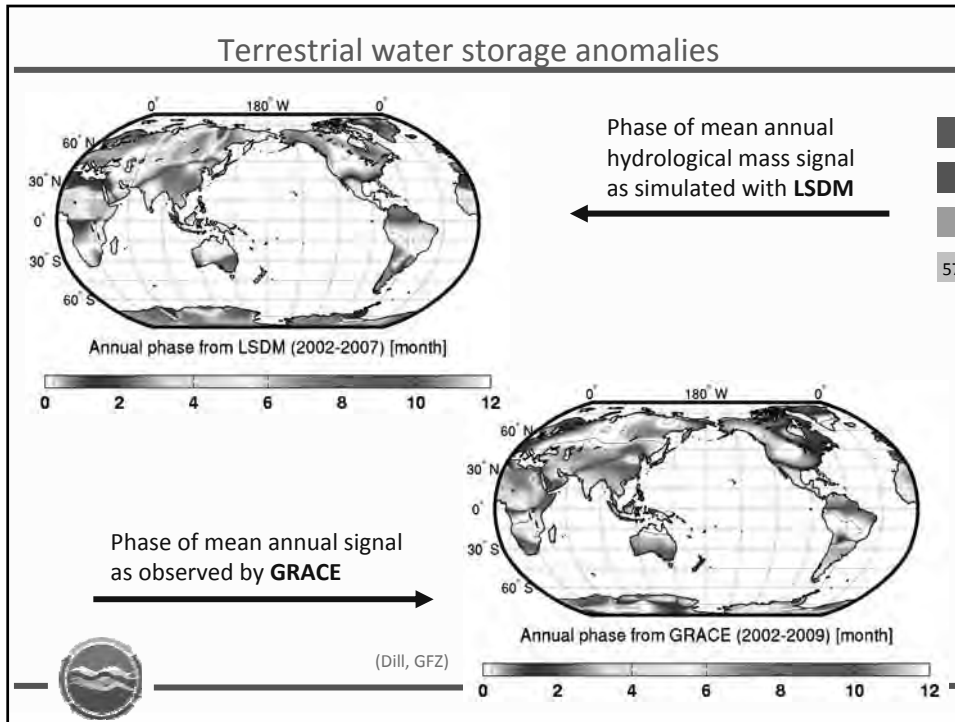 Terrestrial water storage anomalies
0° 180° W 0°
60° N
30° N
0°
30° S
60° S
Annual phase from LSDM (2002-2007) [month]
0 2 4 6 8 10 12
Phase of mean annual
hydrological mass signal
as simulated with LSDM
57
Phase of mean annual signal
as observed by GRACE
0° 180° W 0°
60° N
30° N
0°
30° S
60° S
Annual phase from GRACE (2002-2009) [month]
0 2 4 6 8 10 12
(Dill, GFZ)